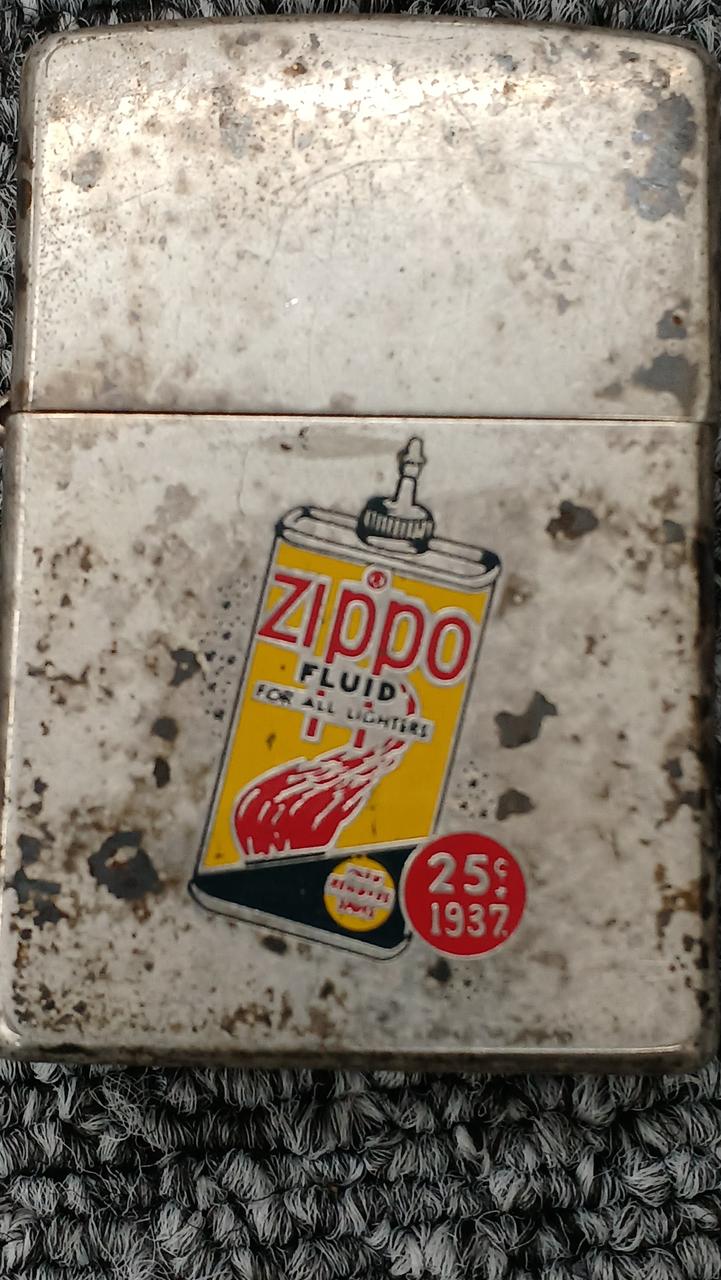 Zippo
FLUID
FOR ALL LIGHTERS
25¢
1937